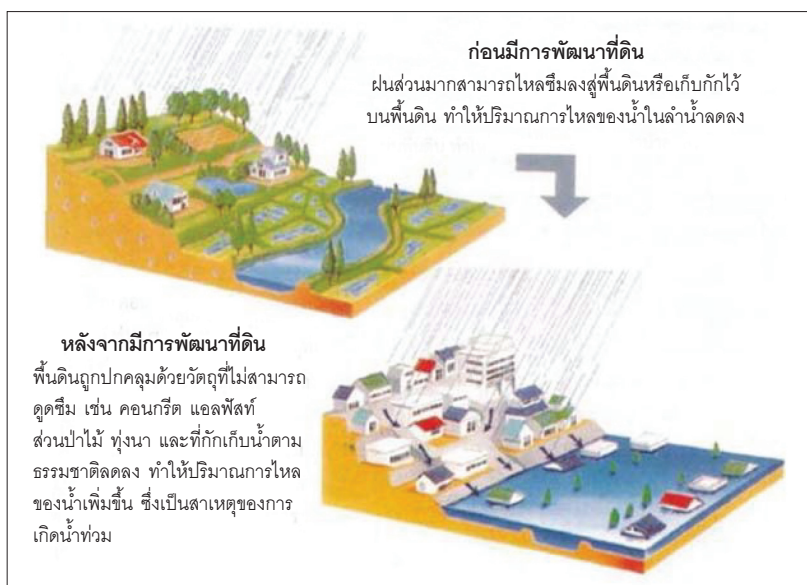 ก่อนมีการพัฒนาที่ดิน
ฝนส่วนมากสามารถไหลซึมลงสู่พื้นดินหรือเก็บกักไว้
บนพื้นดิน ทำให้ปริมาณการไหลของน้ำในลำน้ำลดลง
หลังจากมีการพัฒนาที่ดิน
พื้นดินถูกปกคลุมด้วยวัตถุที่ไม่สามารถ
ดูดซึม เช่น คอนกรีต แอลฟัสท์
ส่วนป่าไม้ ทุ่งนา และที่กักเก็บน้ำตาม
ธรรมชาติลดลง ทำให้ปริมาณการไหล
ของน้ำเพิ่มขึ้น ซึ่งเป็นสาเหตุของการ
เกิดน้ำท่วม